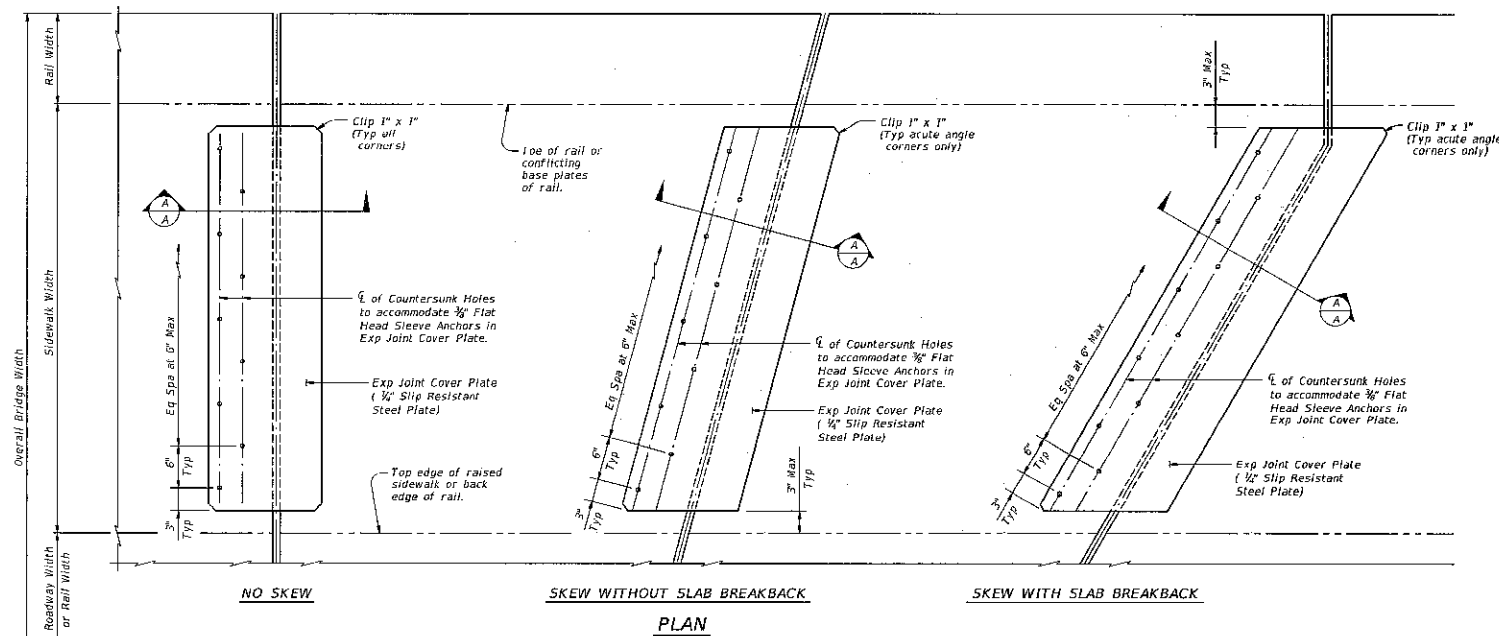 Overall Bridge Width
Rail Width
Sidewalk Width
Roadway Width
or Rail Width
Clip 1" x 1"
(Typ all
corners)
A
A
Eq Spa at 6" Max
6"
Typ
3"
Typ
℄ of Countersunk Holes
to accommodate ⅜" Flat
Head Sleeve Anchors in
Exp Joint Cover Plate.
Exp Joint Cover Plate
( ¼" Slip Resistant
Steel Plate)
Toe of rail or
conflicting
base plates
of rail.
Top edge of raised
sidewalk or back
edge of rail.
NO SKEW
Clip 1" x 1"
(Typ acute angle
corners only)
A
A
Eq Spa at 6" Max
6"
Typ
3"
Typ
℄ of Countersunk Holes
to accommodate ⅜" Flat
Head Sleeve Anchors in
Exp Joint Cover Plate.
Exp Joint Cover Plate
( ¼" Slip Resistant
Steel Plate)
3" Max
Typ
SKEW WITHOUT SLAB BREAKBACK
3" Max
Typ
Clip 1" x 1"
(Typ acute angle
corners only)
A
A
Eq Spa at 6" Max
6"
Typ
3"
Typ
℄ of Countersunk Holes
to accommodate ⅜" Flat
Head Sleeve Anchors in
Exp Joint Cover Plate.
Exp Joint Cover Plate
( ¼" Slip Resistant
Steel Plate)
SKEW WITH SLAB BREAKBACK
PLAN